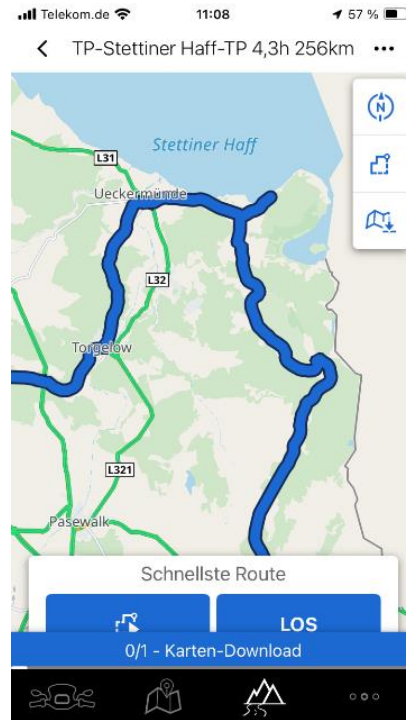 Telekom.de 11:08 57 %
TP-Stettiner Haff-TP 4,3h 256km
N
Stettiner Haff
L31
Ueckermünde
L32
Torgelow
L321
Pasewalk
Schnellste Route
LOS
0/1 - Karten-Download